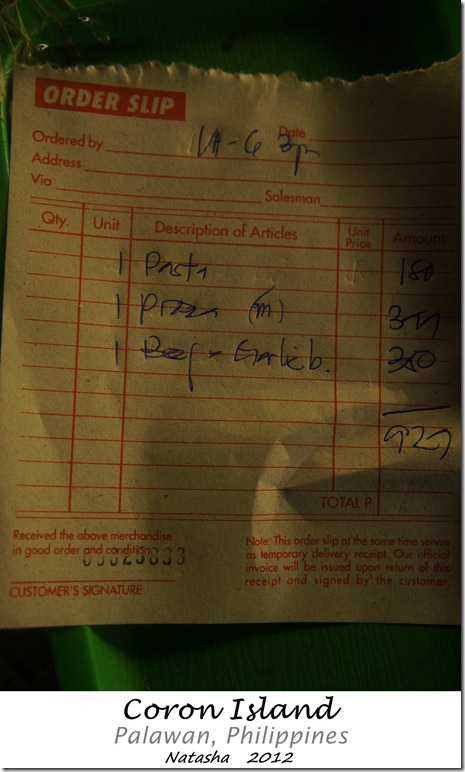 ORDER SLIP
Ordered by Date
Address
Via Salesman
Qty. Unit Description of Articles Unit Price Amount
1 Pasta 180
1 Pizza (m)
1 Garlic b. 350
927
TOTAL P
Received the above merchandise
in good order and condition
CUSTOMER'S SIGNATURE
Note: This order slip at the same time serves
as temporary delivery receipt. Our official
invoice will be issued upon return of this
receipt and signed by the customer.
Coron Island
Palawan, Philippines
Natasha 2012